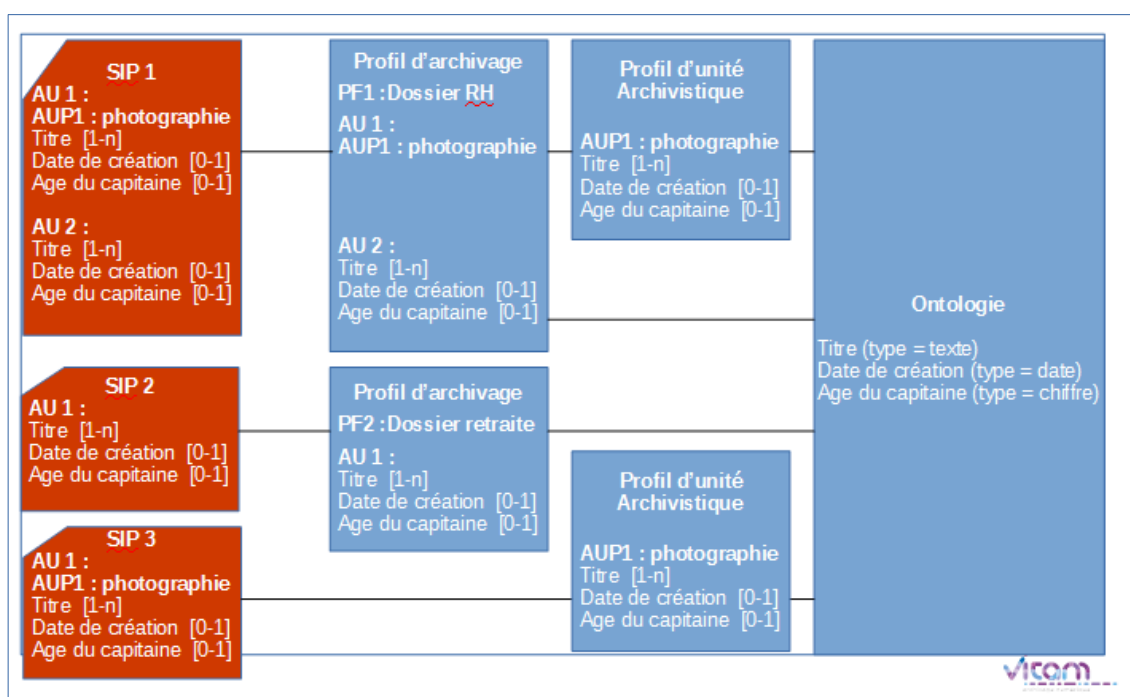 SIP 1
AU 1 :
AUP1 : photographie
Titre [1-n]
Date de création [0-1]
Age du capitaine [0-1]
AU 2 :
Titre [1-n]
Date de création [0-1]
Age du capitaine [0-1]
Profil d'archivage
PF1 :Dossier RH
AU 1 :
AUP1 : photographie
AU 2 :
Titre [1-n]
Date de création [0-1]
Age du capitaine [0-1]
Profil d'unité
Archivistique
AUP1 : photographie
Titre [1-n]
Date de création [0-1]
Age du capitaine [0-1]
Ontologie
Titre (type = texte)
Date de création (type = date)
Age du capitaine (type = chiffre)
SIP 2
AU 1 :
Titre [1-n]
Date de création [0-1]
Age du capitaine [0-1]
Profil d'archivage
PF2 :Dossier retraite
AU 1 :
Titre [1-n]
Date de création [0-1]
Age du capitaine [0-1]
SIP 3
AU 1 :
AUP1 : photographie
Titre [1-n]
Date de création [0-1]
Age du capitaine [0-1]
Profil d'unité
Archivistique
AUP1 : photographie
Titre [1-n]
Date de création [0-1]
Age du capitaine [0-1]
vitam